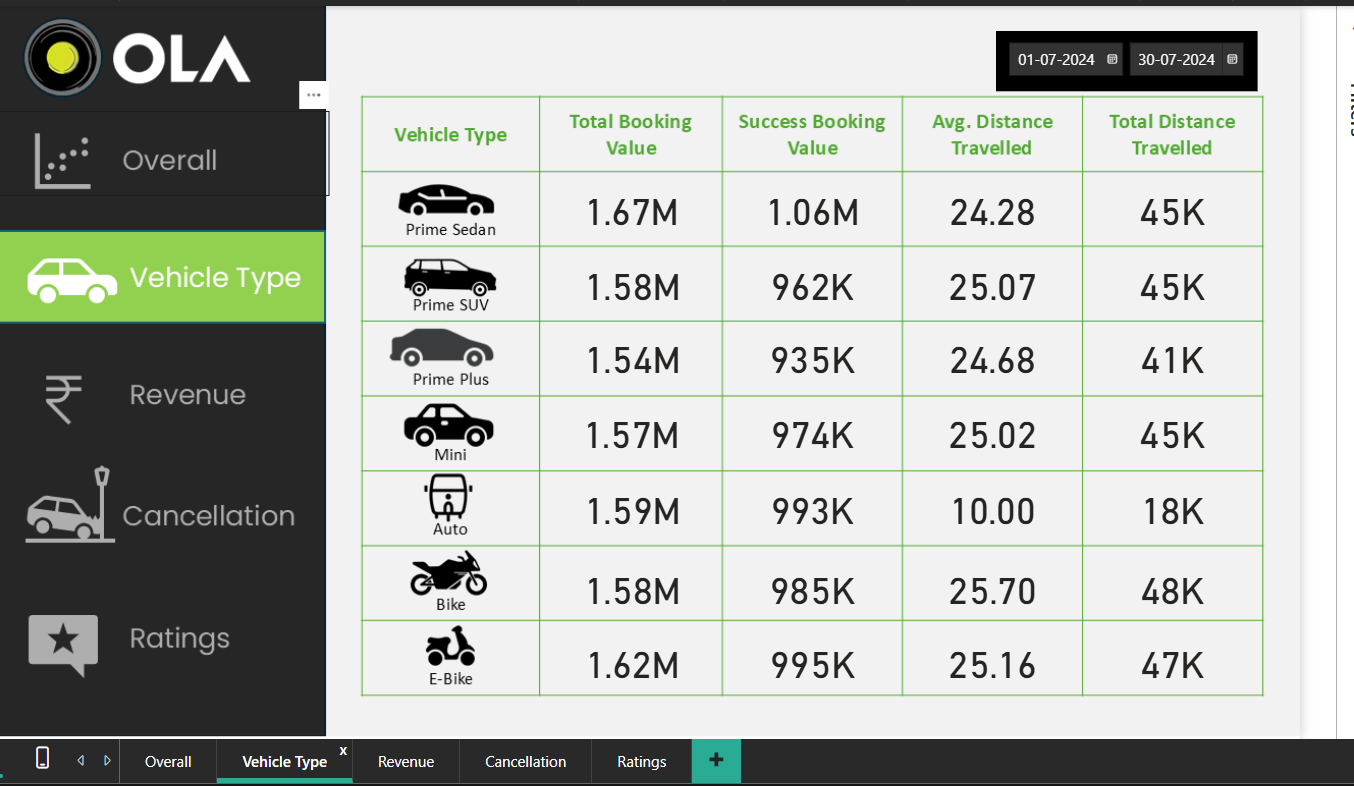 OLA
01-07-2024 30-07-2024
...
Overall
Vehicle Type
Revenue
Cancellation
Ratings
Vehicle Type Total Booking Value Success Booking Value Avg. Distance Travelled Total Distance Travelled
Prime Sedan 1.67M 1.06M 24.28 45K
Prime SUV 1.58M 962K 25.07 45K
Prime Plus 1.54M 935K 24.68 41K
Mini 1.57M 974K 25.02 45K
Auto 1.59M 993K 10.00 18K
Bike 1.58M 985K 25.70 48K
E-Bike 1.62M 995K 25.16 47K
Overall Vehicle Type x Revenue Cancellation Ratings +